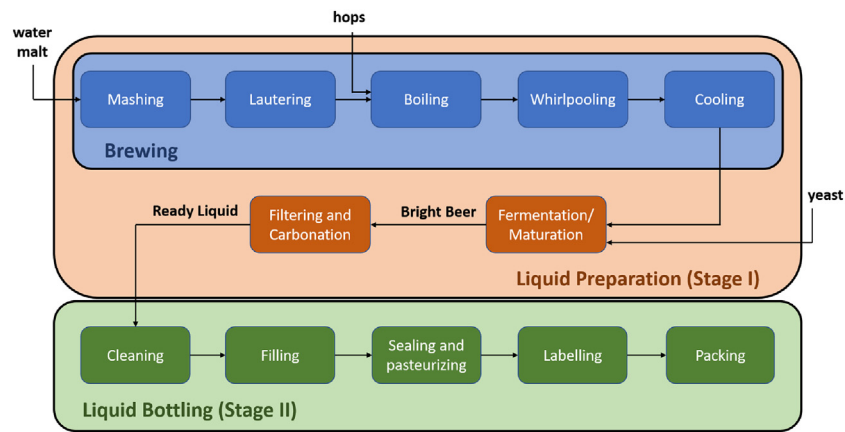 hops
water
malt
Mashing
Lautering
Boiling
Whirlpooling
Cooling
Brewing
yeast
Ready Liquid
Filtering and
Carbonation
Bright Beer
Fermentation/
Maturation
Liquid Preparation (Stage I)
Cleaning
Filling
Sealing and
pasteurizing
Labelling
Packing
Liquid Bottling (Stage II)